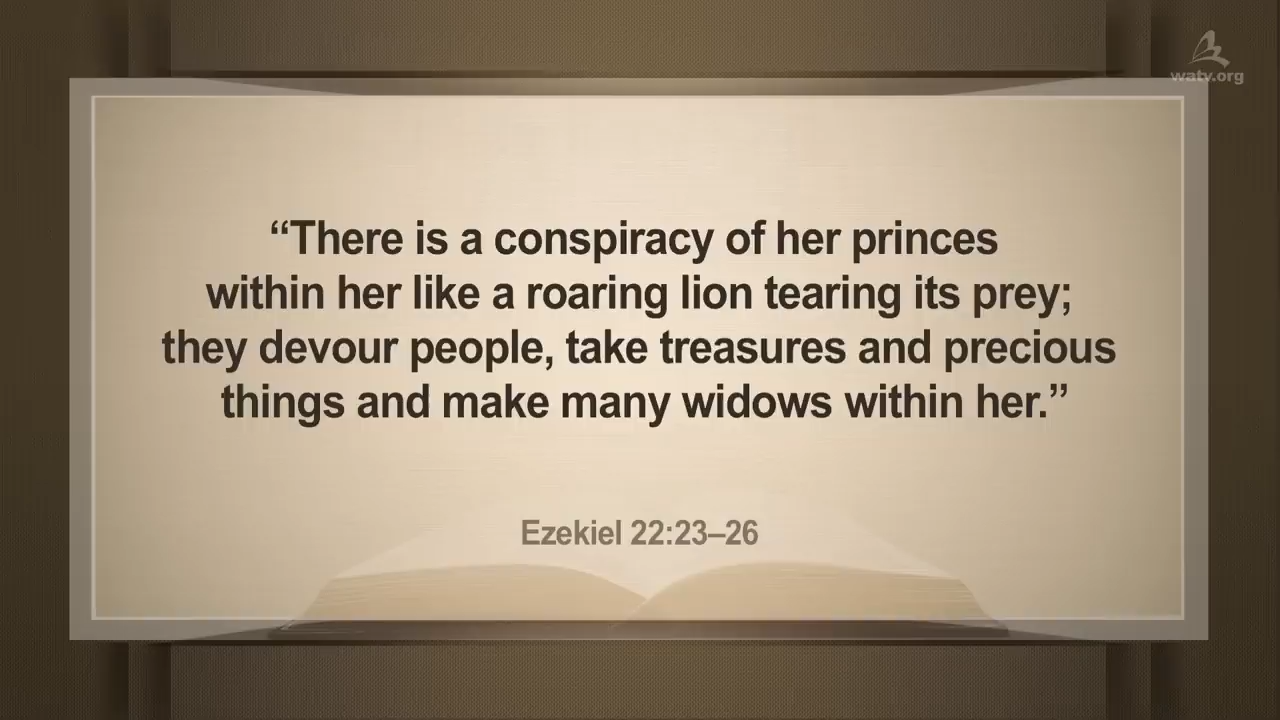 watv.org
“There is a conspiracy of her princes
within her like a roaring lion tearing its prey;
they devour people, take treasures and precious
things and make many widows within her.”
Ezekiel 22:23–26